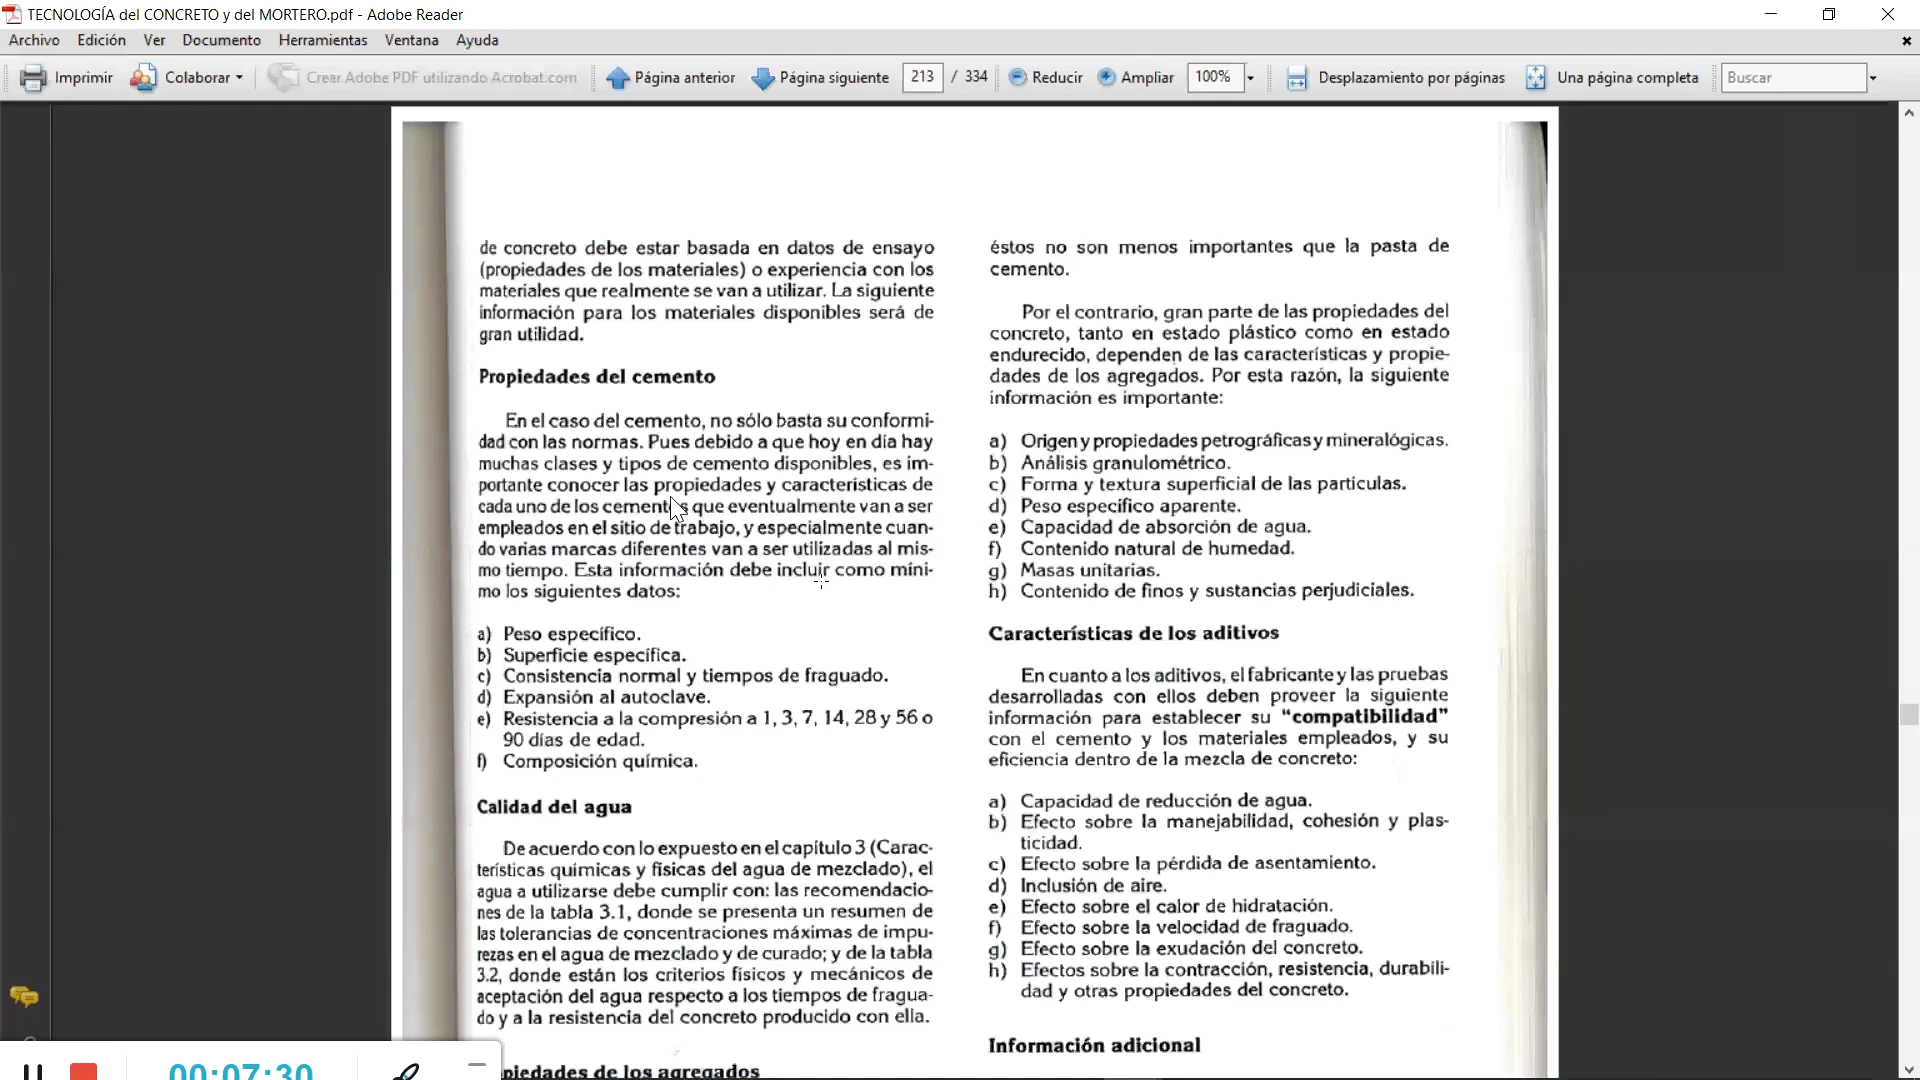 TECNOLOGÍA del CONCRETO y del MORTERO.pdf - Adobe Reader
Archivo Edición Ver Documento Herramientas Ventana Ayuda
Imprimir Colaborar Crear Adobe PDF utilizando Acrobat.com Página anterior Página siguiente 213 / 334 Reducir Ampliar 100% Desplazamiento por páginas Una página completa Buscar
de concreto debe estar basada en datos de ensayo
(propiedades de los materiales) o experiencia con los
materiales que realmente se van a utilizar. La siguiente
información para los materiales disponibles será de
gran utilidad.
Propiedades del cemento
En el caso del cemento, no sólo basta su conformi-
dad con las normas. Pues debido a que hoy en día hay
muchas clases y tipos de cemento disponibles, es im-
portante conocer las propiedades y características de
cada uno de los cementos que eventualmente van a ser
empleados en el sitio de trabajo, y especialmente cuan-
do varias marcas diferentes van a ser utilizadas al mis-
mo tiempo. Esta información debe incluir como míni-
mo los siguientes datos:
a) Peso específico.
b) Superficie específica.
c) Consistencia normal y tiempos de fraguado.
d) Expansión al autoclave.
e) Resistencia a la compresión a 1, 3, 7, 14, 28 y 56 o
90 días de edad.
f) Composición química.
Calidad del agua
De acuerdo con lo expuesto en el capítulo 3 (Carac-
terísticas químicas y físicas del agua de mezclado), el
agua a utilizarse debe cumplir con: las recomendacio-
nes de la tabla 3.1, donde se presenta un resumen de
las tolerancias de concentraciones máximas de impu-
rezas en el agua de mezclado y de curado; y de la tabla
3.2, donde están los criterios físicos y mecánicos de
aceptación del agua respecto a los tiempos de fragua-
do y a la resistencia del concreto producido con ella.
piedades de los agregados
éstos no son menos importantes que la pasta de
cemento.
Por el contrario, gran parte de las propiedades del
concreto, tanto en estado plástico como en estado
endurecido, dependen de las características y propie-
dades de los agregados. Por esta razón, la siguiente
información es importante:
a) Origen y propiedades petrográficas y mineralógicas.
b) Análisis granulométrico.
c) Forma y textura superficial de las partículas.
d) Peso específico aparente.
e) Capacidad de absorción de agua.
f) Contenido natural de humedad.
g) Masas unitarias.
h) Contenido de finos y sustancias perjudiciales.
Características de los aditivos
En cuanto a los aditivos, el fabricante y las pruebas
desarrolladas con ellos deben proveer la siguiente
información para establecer su “compatibilidad”
con el cemento y los materiales empleados, y su
eficiencia dentro de la mezcla de concreto:
a) Capacidad de reducción de agua.
b) Efecto sobre la manejabilidad, cohesión y plas-
ticidad.
c) Efecto sobre la pérdida de asentamiento.
d) Inclusión de aire.
e) Efecto sobre el calor de hidratación.
f) Efecto sobre la velocidad de fraguado.
g) Efecto sobre la exudación del concreto.
h) Efectos sobre la contracción, resistencia, durabili-
dad y otras propiedades del concreto.
Información adicional
00:07:30